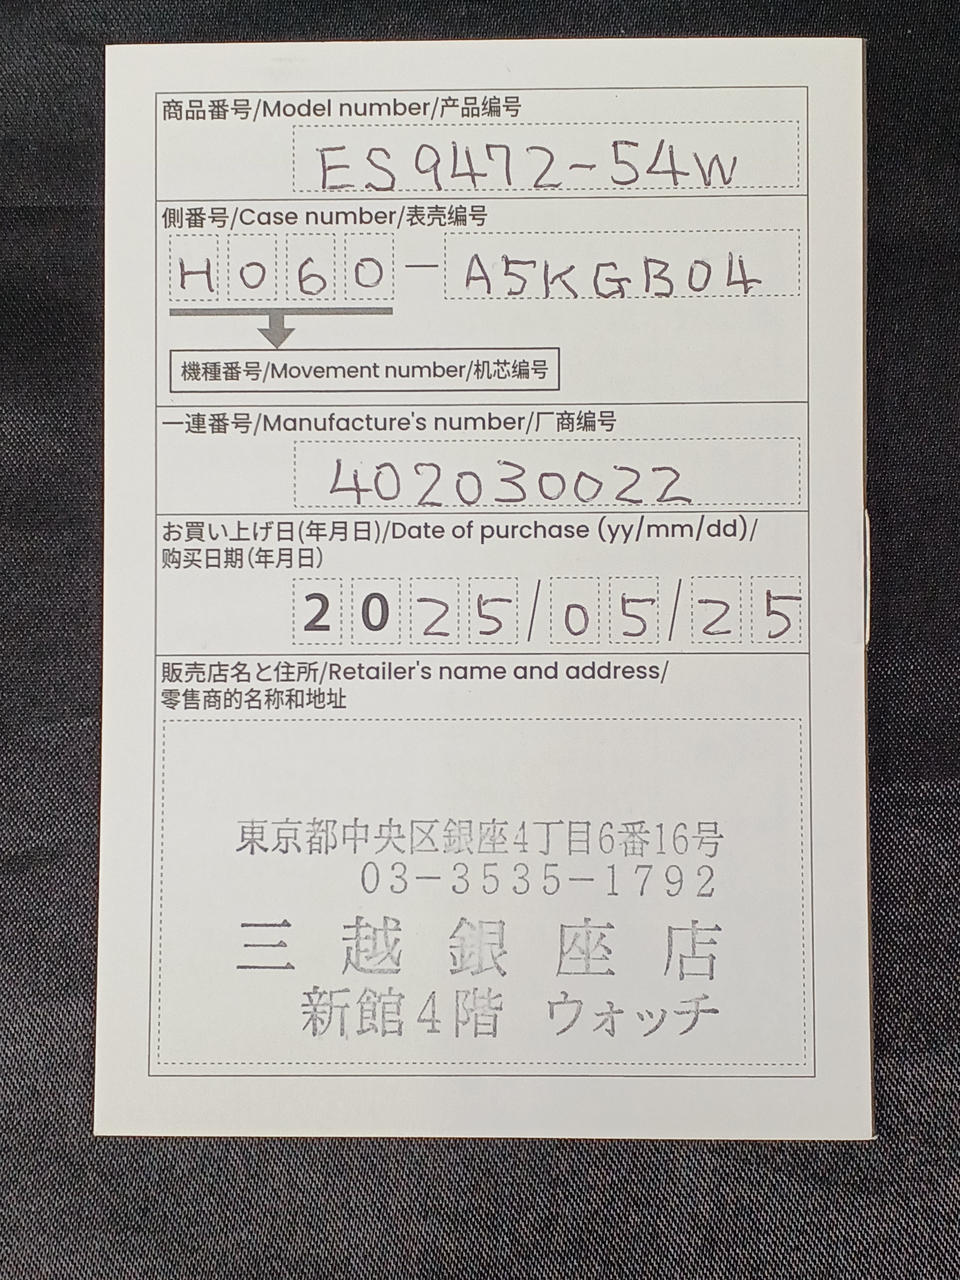 商品番号/Model number/产品编号
ES9472-54W
側番号/Case number/表壳编号
H060-A5KGB04
機種番号/Movement number/机芯编号
一連番号/Manufacture's number/厂商编号
402030022
お買い上げ日(年月日)/Date of purchase (yy/mm/dd)/
购买日期(年月日)
2025/05/25
販売店名と住所/Retailer's name and address/
零售商的名称和地址
東京都中央区銀座4丁目6番16号
03-3535-1792
三越銀座店
新館4階 ウォッチ